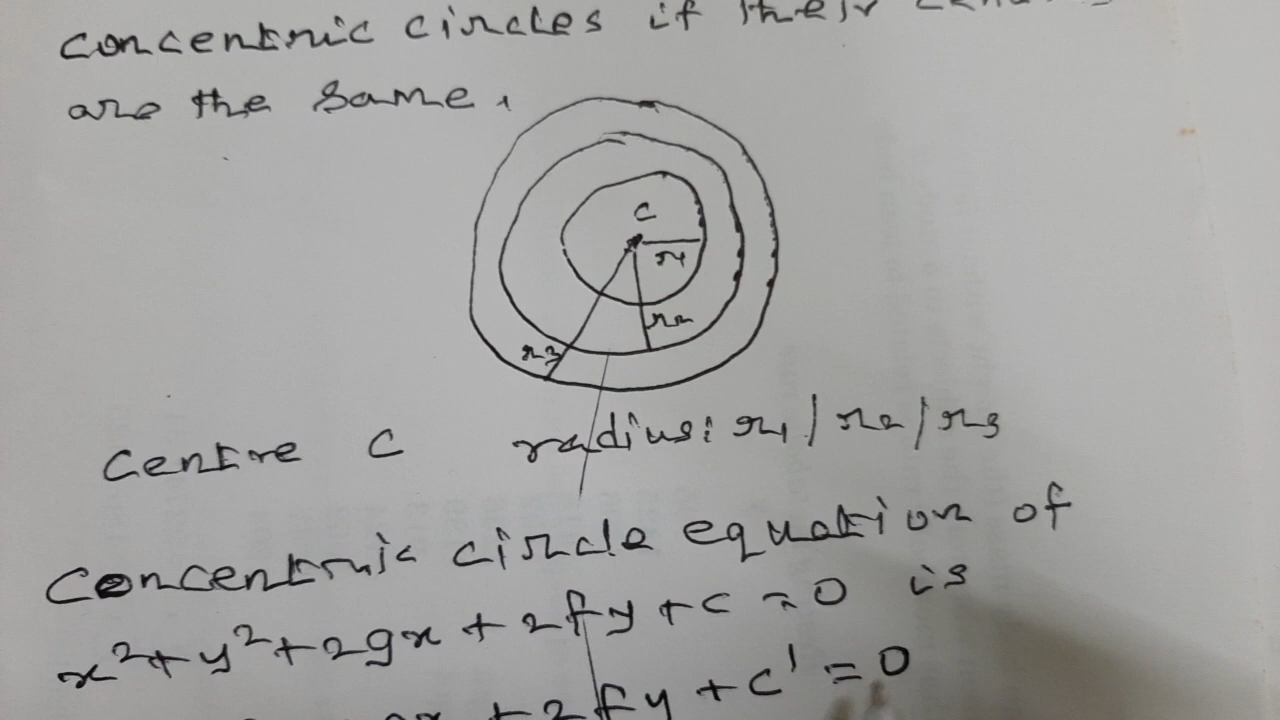 concentric circles if their
are the same.
C
r1
r2
r3
Centre C radius: r1 / r2 / r3
Concentric circle equation of
x²+y²+2gx+2fy+c=0 is
+2fy+c'=0